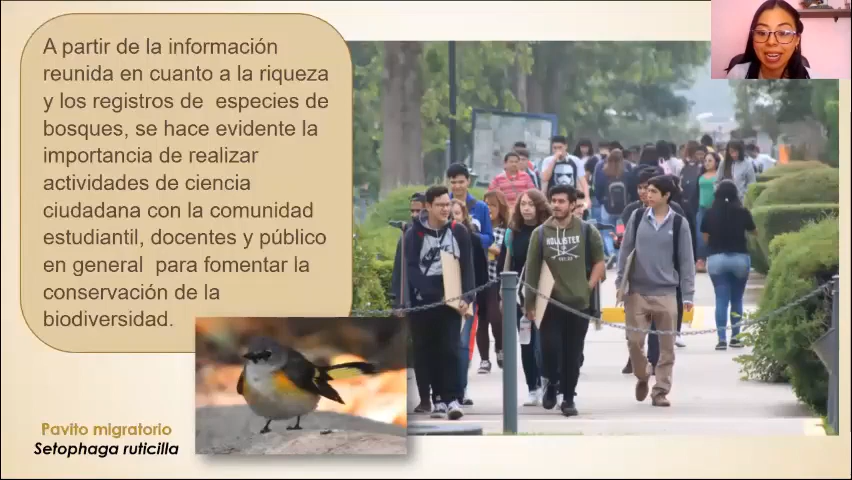 A partir de la información
reunida en cuanto a la riqueza
y los registros de especies de
bosques, se hace evidente la
importancia de realizar
actividades de ciencia
ciudadana con la comunidad
estudiantil, docentes y público
en general para fomentar la
conservación de la
biodiversidad.
Pavito migratorio
Setophaga ruticilla
HOLLISTER